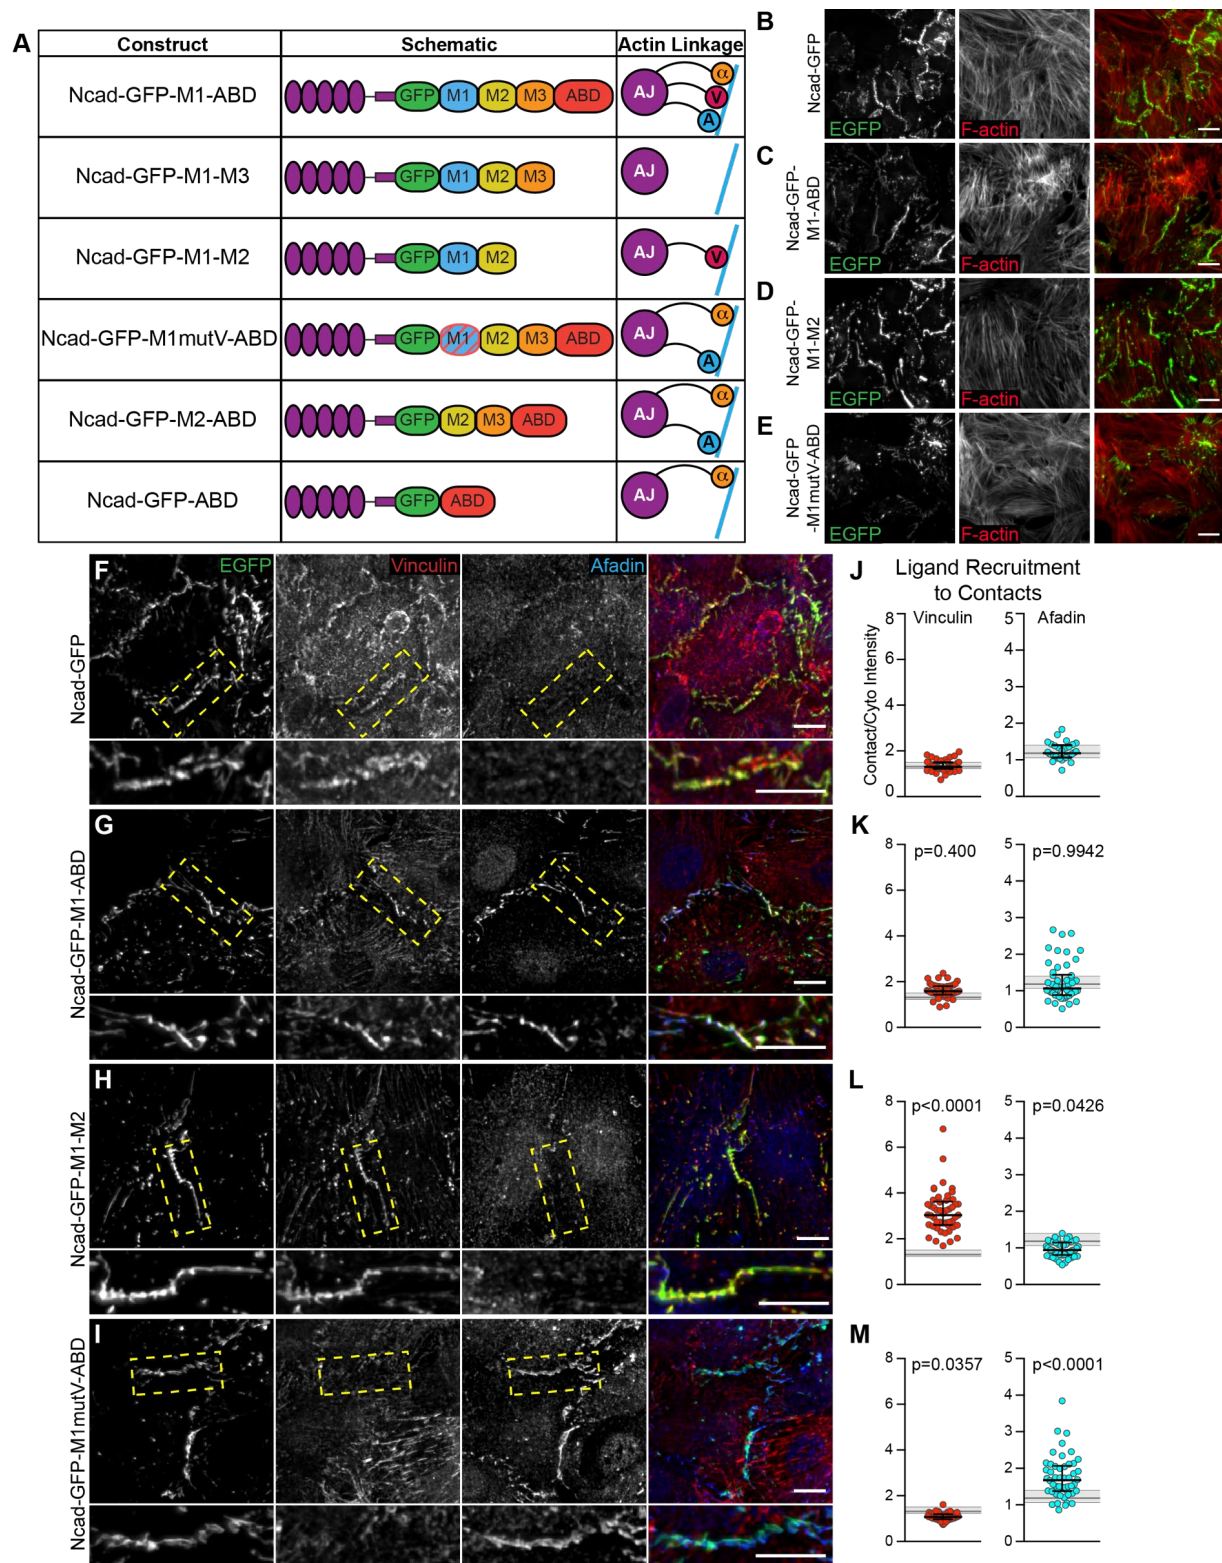 A
Construct
Schematic
Actin Linkage
Ncad-GFP-M1-ABD
GFP M1 M2 M3 ABD
AJ α V A
Ncad-GFP-M1-M3
GFP M1 M2 M3
AJ
Ncad-GFP-M1-M2
GFP M1 M2
AJ V
Ncad-GFP-M1mutV-ABD
GFP M1 M2 M3 ABD
AJ α A
Ncad-GFP-M2-ABD
GFP M2 M3 ABD
AJ α A
Ncad-GFP-ABD
GFP ABD
AJ α
B
Ncad-GFP
EGFP
F-actin
C
Ncad-GFP-
M1-ABD
EGFP
F-actin
D
Ncad-GFP-
M1-M2
EGFP
F-actin
E
Ncad-GFP
-M1mutV-ABD
EGFP
F-actin
F
Ncad-GFP
EGFP
Vinculin
Afadin
G
Ncad-GFP-M1-ABD
H
Ncad-GFP-M1-M2
I
Ncad-GFP-M1mutV-ABD
J
Ligand Recruitment
to Contacts
Contact/Cyto Intensity
Vinculin
8
6
4
2
0
Afadin
5
4
3
2
1
0
K
p=0.400
8
6
4
2
0
p=0.9942
5
4
3
2
1
0
L
p<0.0001
8
6
4
2
0
p=0.0426
5
4
3
2
1
0
M
p=0.0357
8
6
4
2
0
p<0.0001
5
4
3
2
1
0